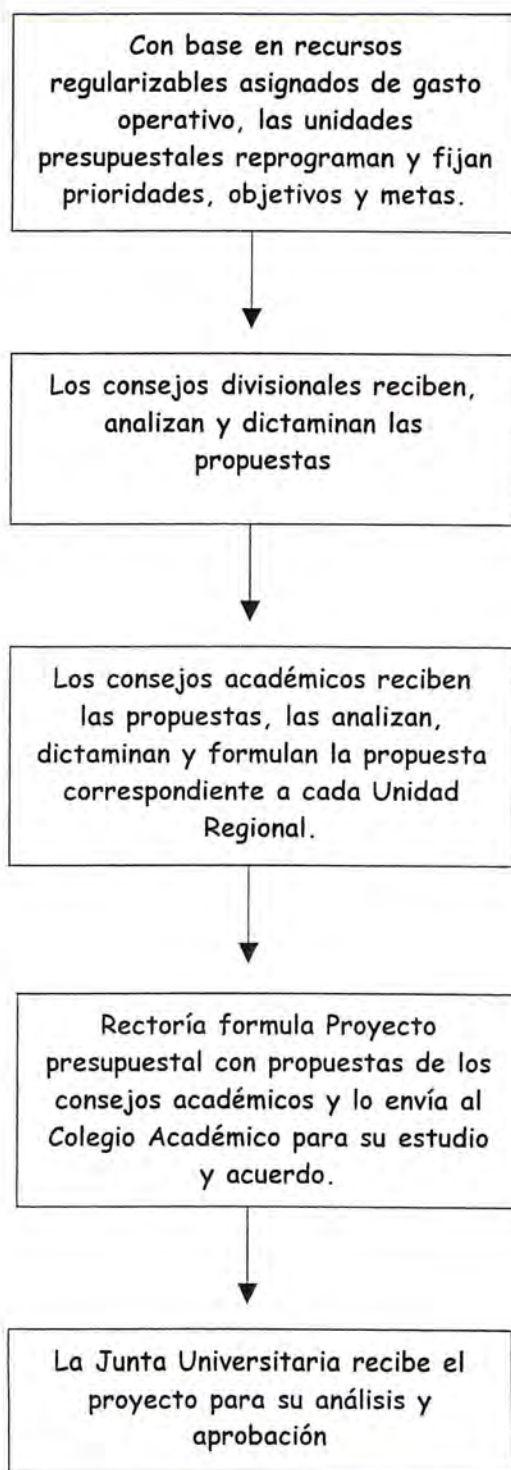 Con base en recursos
regularizables asignados de gasto
operativo, las unidades
presupuestales reprograman y fijan
prioridades, objetivos y metas.
Los consejos divisionales reciben,
analizan y dictaminan las
propuestas
Los consejos académicos reciben
las propuestas, las analizan,
dictaminan y formulan la propuesta
correspondiente a cada Unidad
Regional.
Rectoría formula Proyecto
presupuestal con propuestas de los
consejos académicos y lo envía al
Colegio Académico para su estudio
y acuerdo.
La Junta Universitaria recibe el
proyecto para su análisis y
aprobación